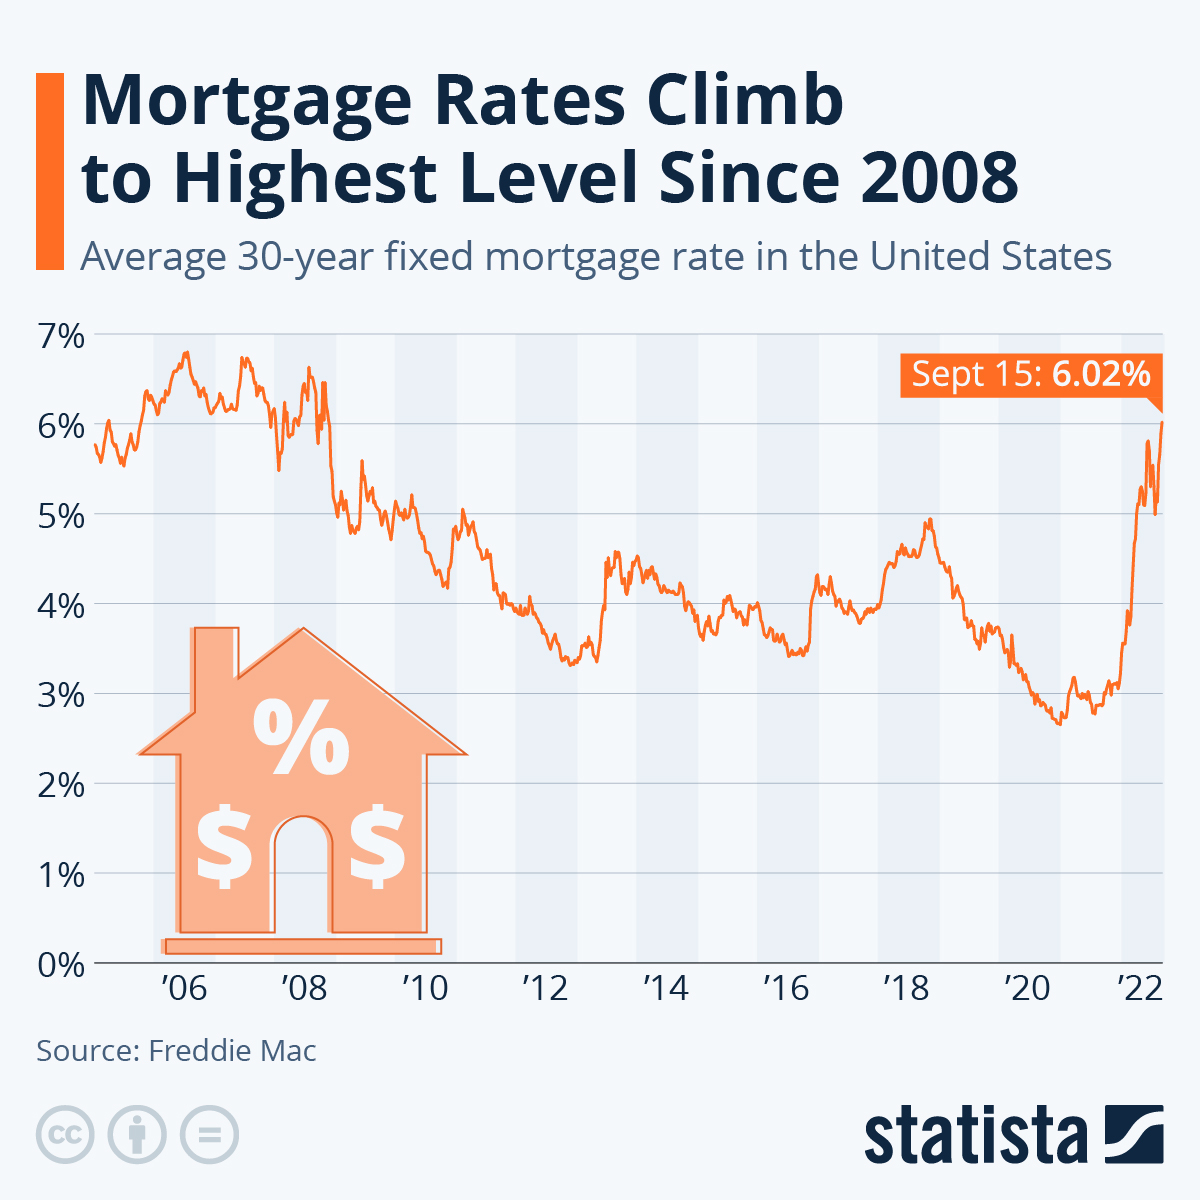 Mortgage Rates Climb
to Highest Level Since 2008
Average 30-year fixed mortgage rate in the United States
7%
Sept 15: 6.02%
6%
5%
4%
3%
%
2%
$ $
1%
0%
’06 ’08 ’10 ’12 ’14 ’16 ’18 ’20 ’22
Source: Freddie Mac
cc
statista